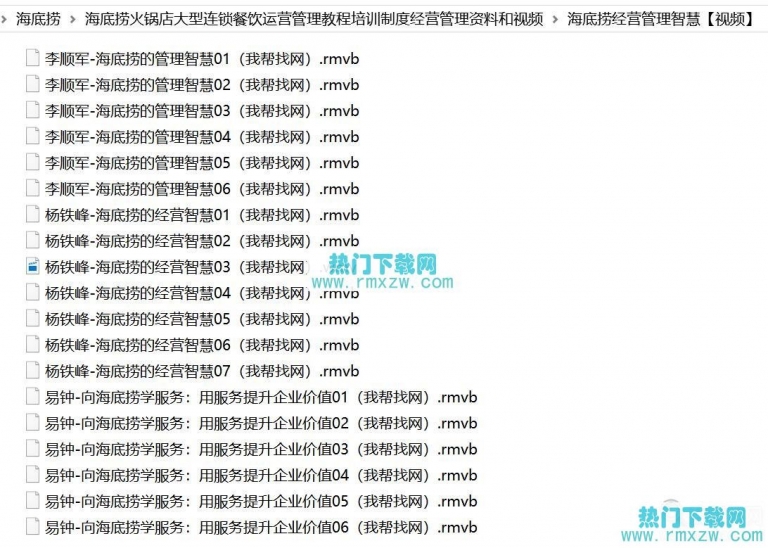 海底捞 › 海底捞火锅店大型连锁餐饮运营管理教程培训制度经营管理资料和视频 › 海底捞经营管理智慧【视频】
李顺军-海底捞的管理智慧01（我帮找网）.rmvb
李顺军-海底捞的管理智慧02（我帮找网）.rmvb
李顺军-海底捞的管理智慧03（我帮找网）.rmvb
李顺军-海底捞的管理智慧04（我帮找网）.rmvb
李顺军-海底捞的管理智慧05（我帮找网）.rmvb
李顺军-海底捞的管理智慧06（我帮找网）.rmvb
杨铁峰-海底捞的经营智慧01（我帮找网）.rmvb
杨铁峰-海底捞的经营智慧02（我帮找网）.rmvb
杨铁峰-海底捞的经营智慧03（我帮找网）
热门下载网
www.rmxzw.com
杨铁峰-海底捞的经营智慧04（我帮找网）.rmvb
杨铁峰-海底捞的经营智慧05（我帮找网）.rmvb
杨铁峰-海底捞的经营智慧06（我帮找网）.rmvb
杨铁峰-海底捞的经营智慧07（我帮找网）.rmvb
易钟-向海底捞学服务：用服务提升企业价值01（我帮找网）.rmvb
易钟-向海底捞学服务：用服务提升企业价值02（我帮找网）.rmvb
易钟-向海底捞学服务：用服务提升企业价值03（我帮找网）.rmvb
易钟-向海底捞学服务：用服务提升企业价值04（我帮找网）.rmvb
易钟-向海底捞学服务：用服务提升企业价值05（我帮找网）.rmvb
易钟-向海底捞学服务：用服务提升企业价值06（我帮找网）.rmvb
热门下载网
www.rmxzw.com